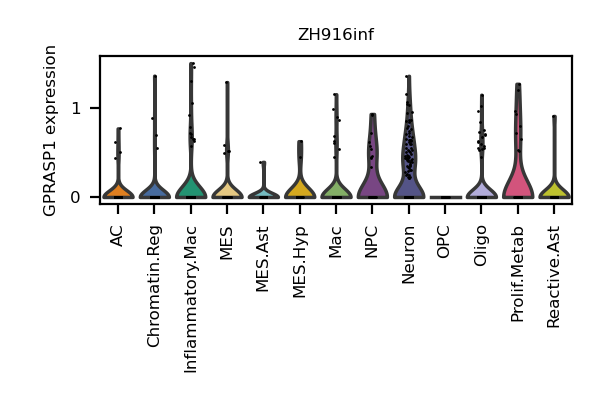 ZH916inf
GPRASP1 expression
1
0
AC
Chromatin.Reg
Inflammatory.Mac
MES
MES.Ast
MES.Hyp
Mac
NPC
Neuron
OPC
Oligo
Prolif.Metab
Reactive.Ast